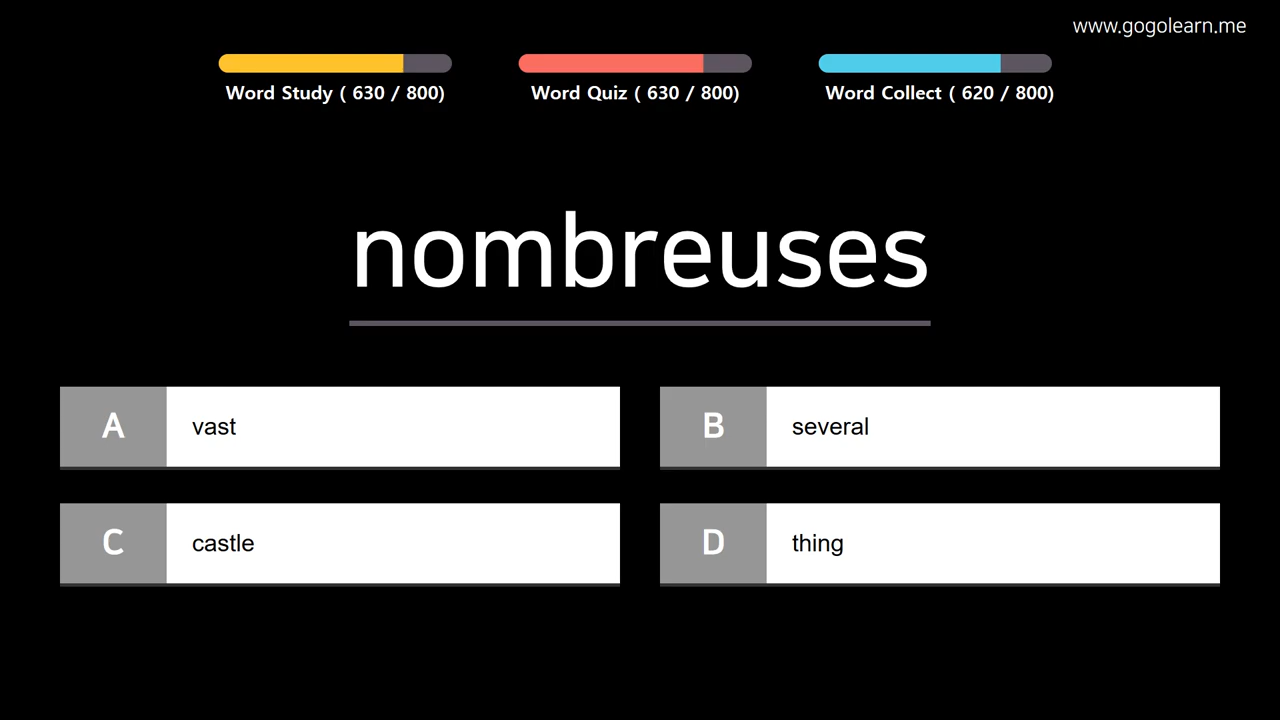 www.gogolearn.me
Word Study ( 630 / 800)
Word Quiz ( 630 / 800)
Word Collect ( 620 / 800)
nombreuses
A vast
B several
C castle
D thing